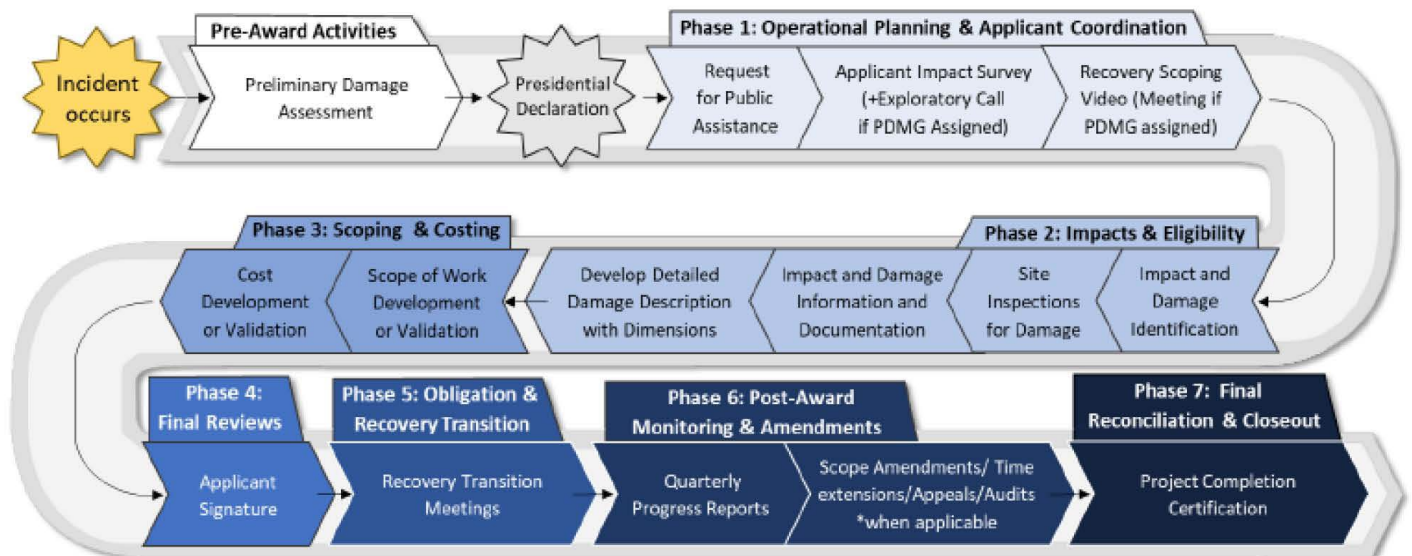 Incident
occurs
Pre-Award Activities
Preliminary Damage
Assessment
Presidential
Declaration
Phase 1: Operational Planning & Applicant Coordination
Request
for Public
Assistance
Applicant Impact Survey
(+Exploratory Call
if PDMG Assigned)
Recovery Scoping
Video (Meeting if
PDMG assigned)
Phase 2: Impacts & Eligibility
Impact and
Damage
Identification
Site
Inspections
for Damage
Impact and Damage
Information and
Documentation
Develop Detailed
Damage Description
with Dimensions
Phase 3: Scoping & Costing
Scope of Work
Development
or Validation
Cost
Development
or Validation
Phase 4:
Final Reviews
Applicant
Signature
Phase 5: Obligation &
Recovery Transition
Recovery Transition
Meetings
Phase 6: Post-Award
Monitoring & Amendments
Quarterly
Progress Reports
Scope Amendments/ Time
extensions/Appeals/Audits
*when applicable
Phase 7: Final
Reconciliation & Closeout
Project Completion
Certification